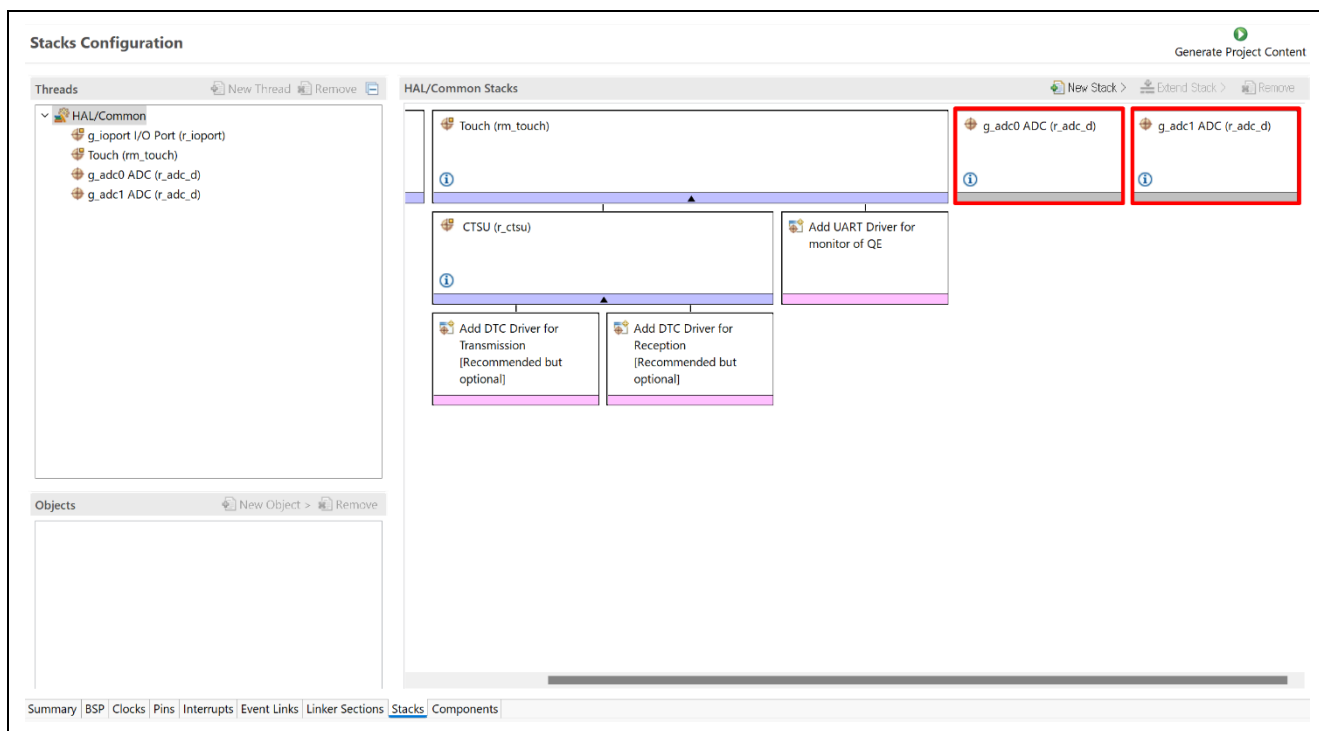 Stacks Configuration
Generate Project Content
Threads
New Thread
Remove
HAL/Common
g_ioport I/O Port (r_ioport)
Touch (rm_touch)
g_adc0 ADC (r_adc_d)
g_adc1 ADC (r_adc_d)
HAL/Common Stacks
New Stack >
Extend Stack >
Remove
Touch (rm_touch)
g_adc0 ADC (r_adc_d)
g_adc1 ADC (r_adc_d)
CTSU (r_ctsu)
Add UART Driver for
monitor of QE
Add DTC Driver for
Transmission
[Recommended but
optional]
Add DTC Driver for
Reception
[Recommended but
optional]
Objects
New Object >
Remove
Summary
BSP
Clocks
Pins
Interrupts
Event Links
Linker Sections
Stacks
Components